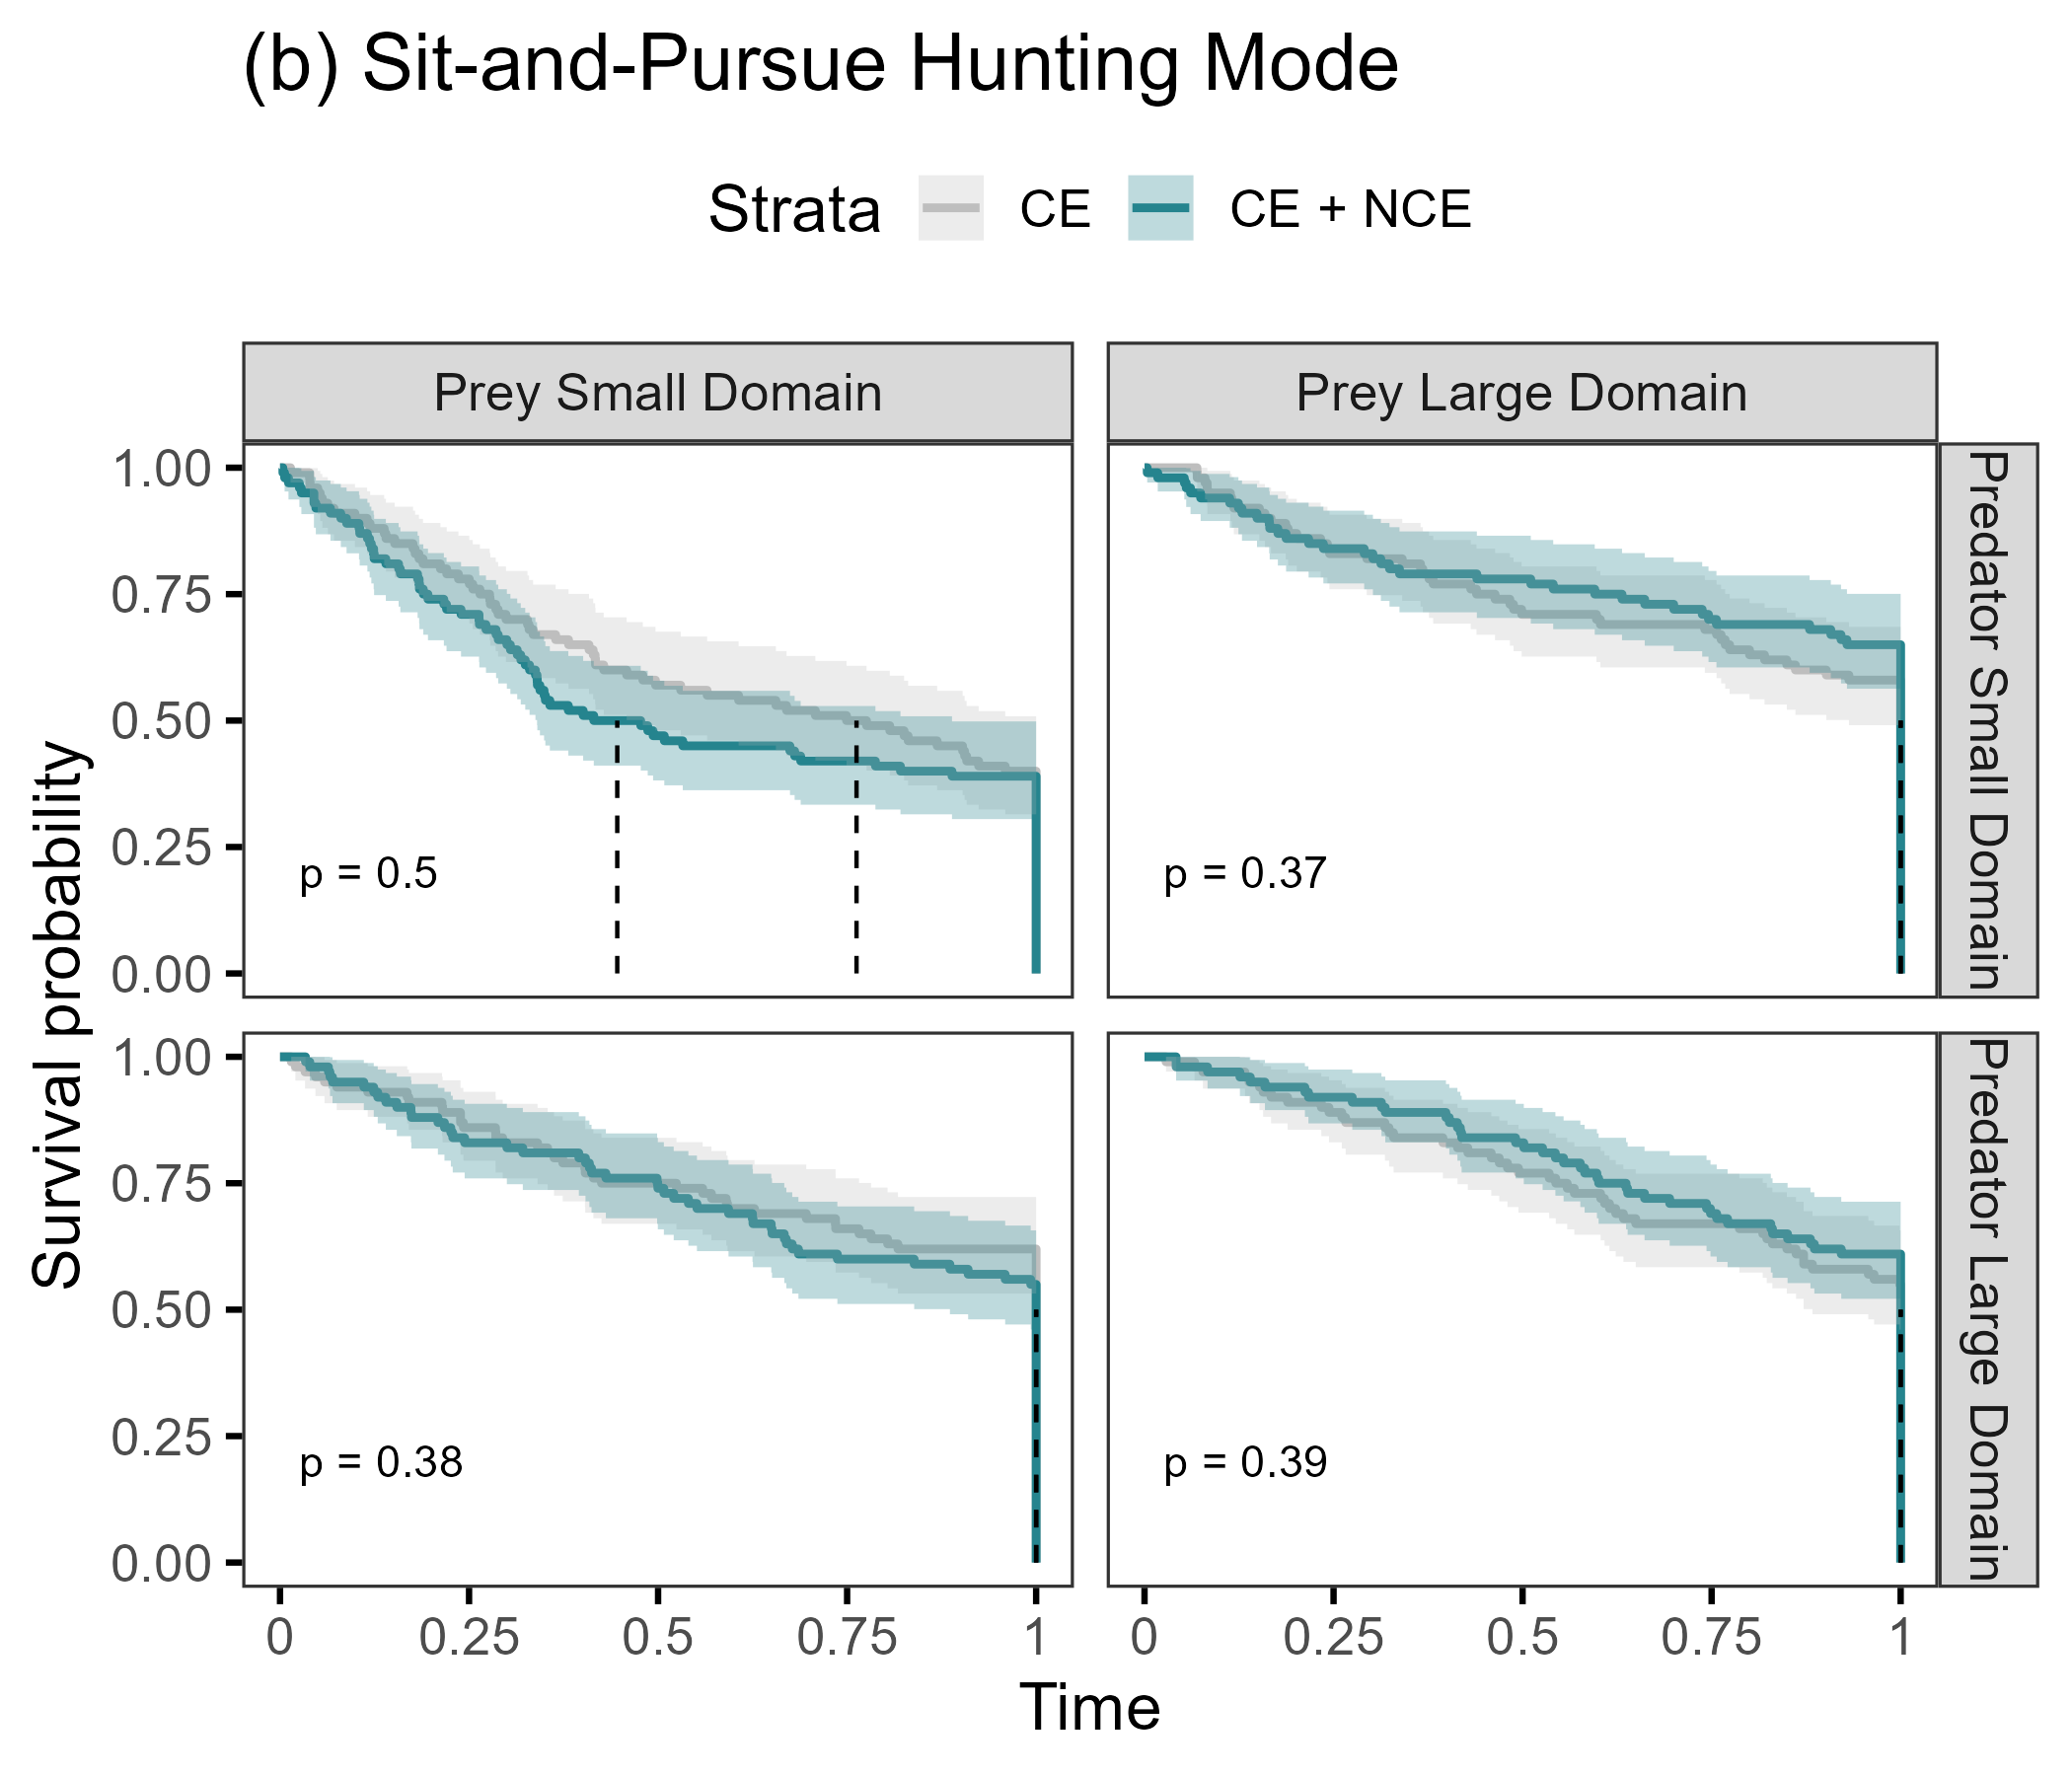 (b) Sit-and-Pursue Hunting Mode
Strata CE CE + NCE
Prey Small Domain Prey Large Domain
Survival probability
1.00
0.75
0.50
0.25
0.00
p = 0.5
p = 0.37
Predator Small Domain
1.00
0.75
0.50
0.25
0.00
p = 0.38
p = 0.39
Predator Large Domain
0 0.25 0.5 0.75 1 0 0.25 0.5 0.75 1
Time